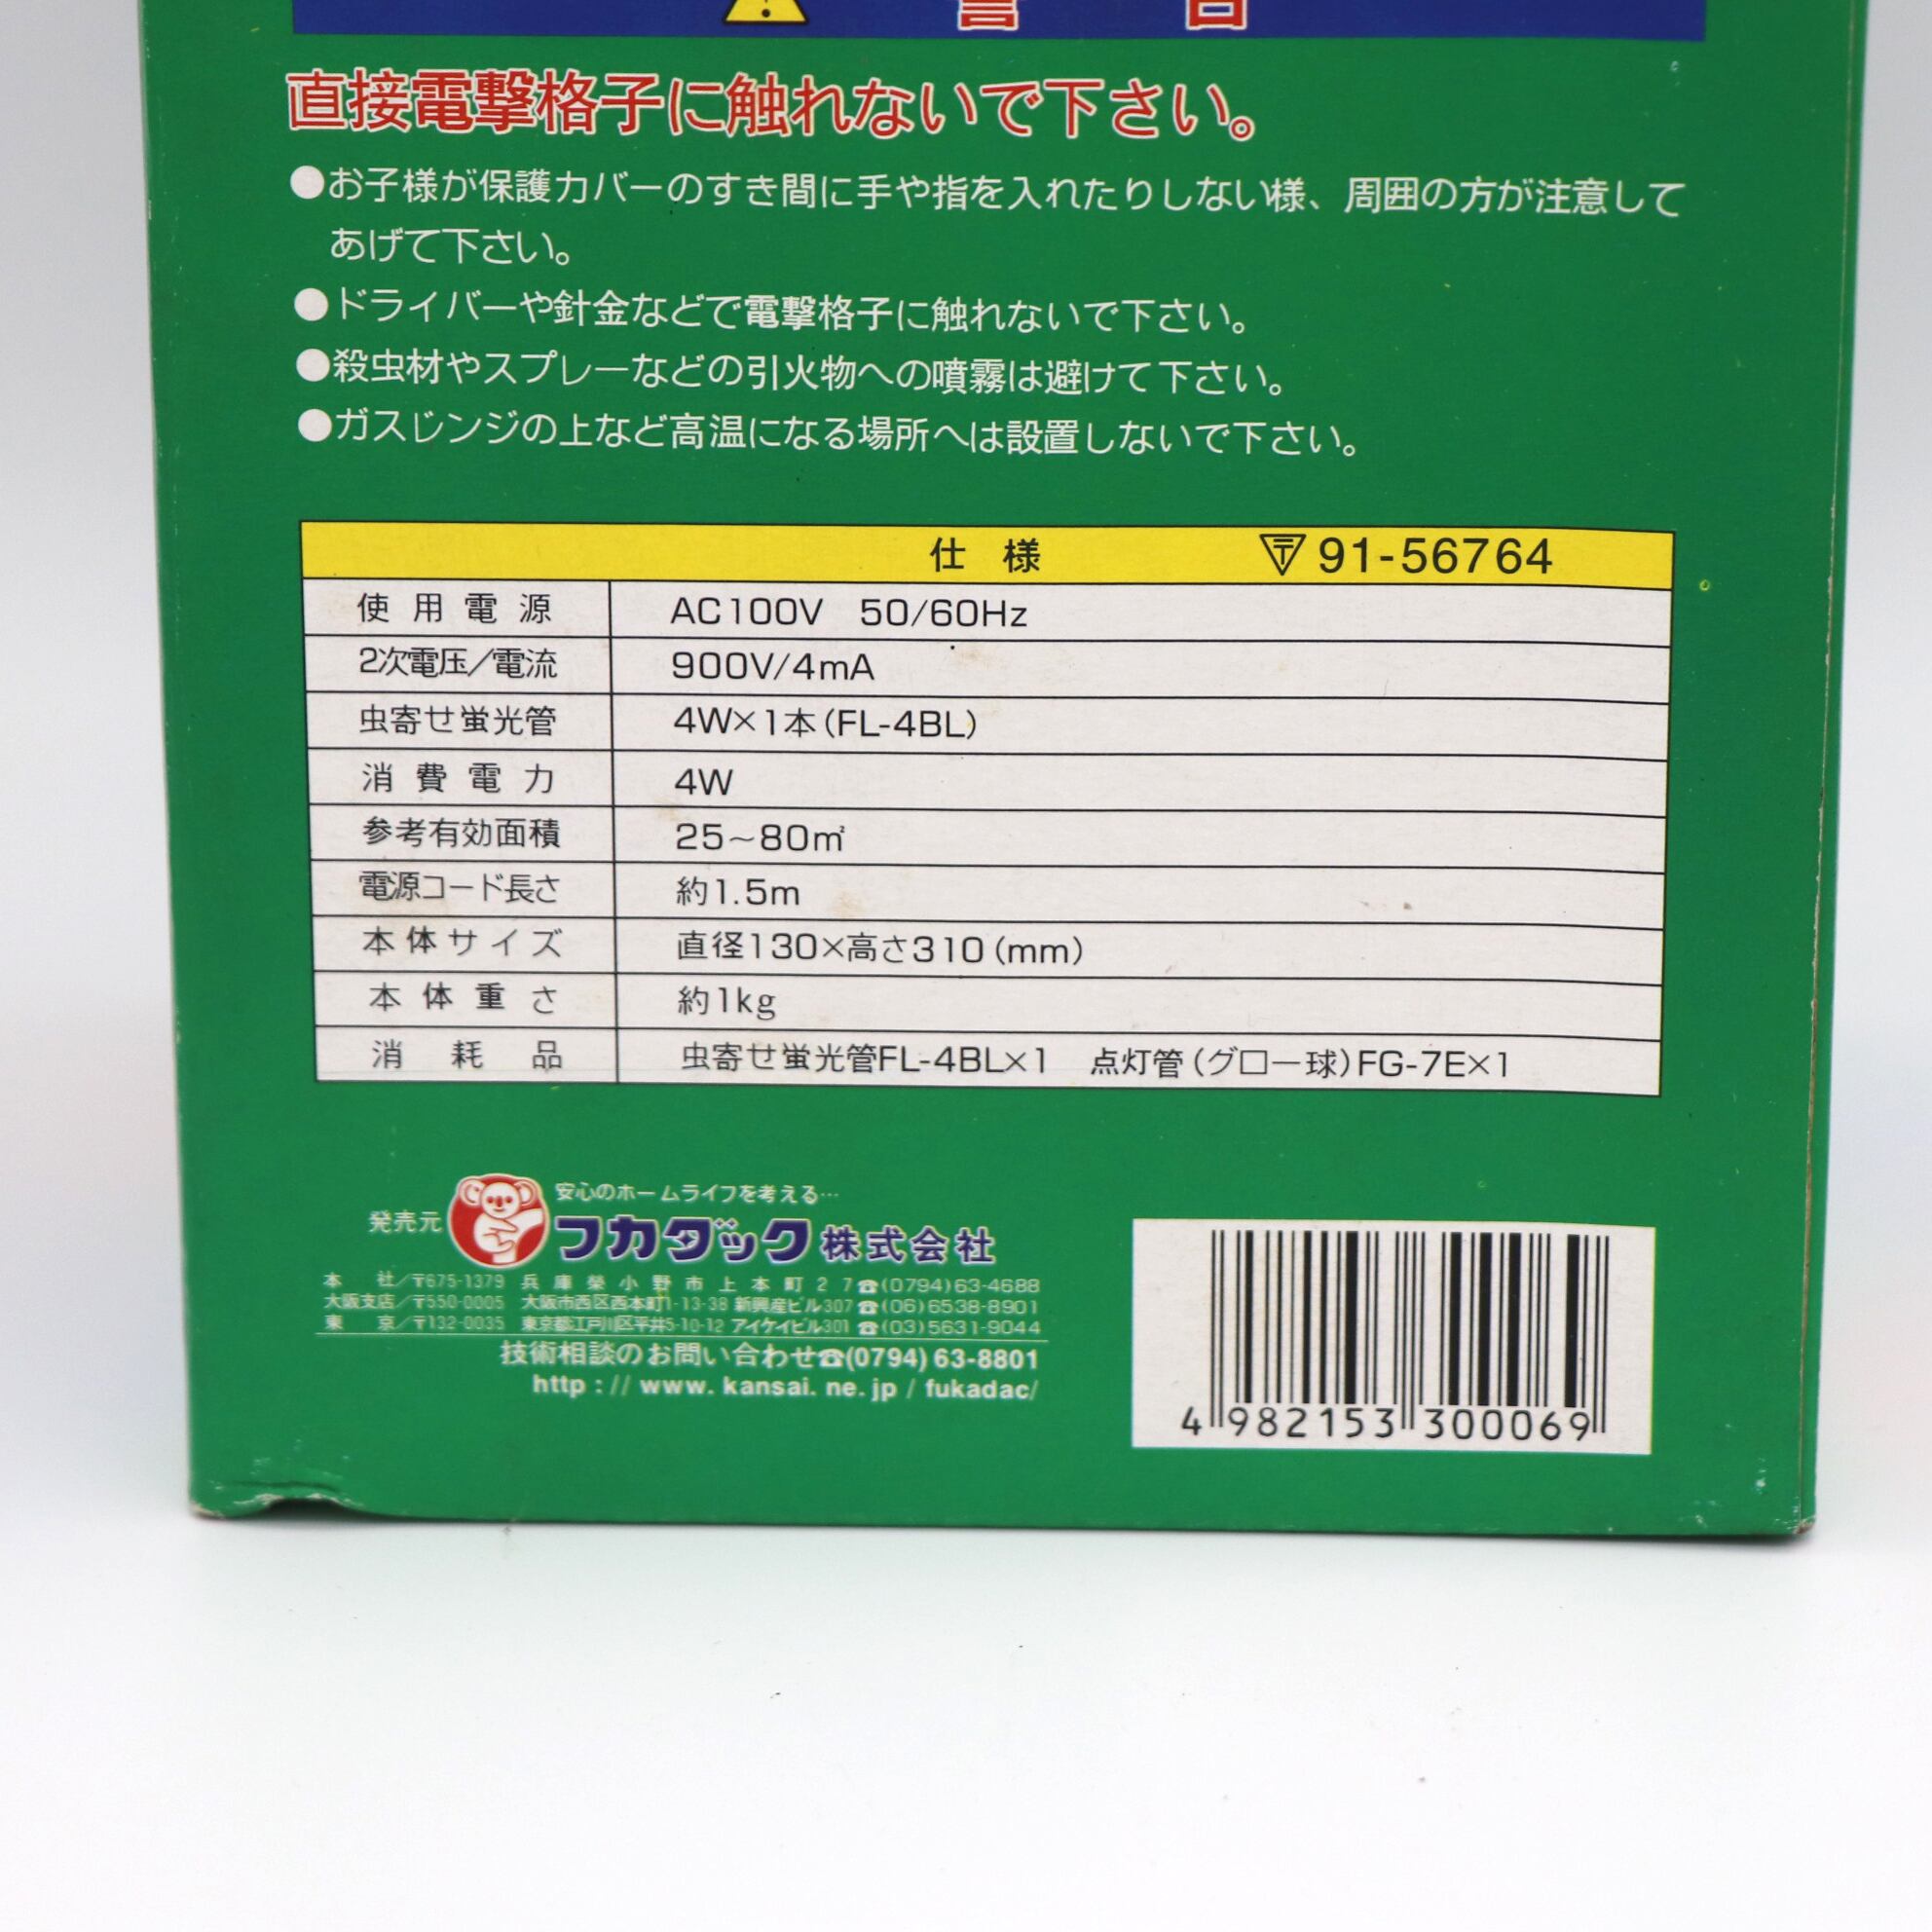 警 告
直接電撃格子に触れないで下さい。
●お子様が保護カバーのすき間に手や指を入れたりしない様、周囲の方が注意して
あげて下さい。
●ドライバーや針金などで電撃格子に触れないで下さい。
●殺虫材やスプレーなどの引火物への噴霧は避けて下さい。
●ガスレンジの上など高温になる場所へは設置しないで下さい。
仕 様 91-56764
使用電源 AC100V 50/60Hz
2次電圧/電流 900V/4mA
虫寄せ蛍光管 4W×1本(FL-4BL)
消費電力 4W
参考有効面積 25~80㎡
電源コード長さ 約1.5m
本体サイズ 直径130×高さ310(mm)
本体重さ 約1kg
消耗品 虫寄せ蛍光管FL-4BL×1 点灯管(グロー球)FG-7E×1
安心のホームライフを考える…
発売元 フカダック株式会社
本 社/〒675-1379 兵庫県小野市上本町27☎(0794)63-4688
大阪支店/〒550-0005 大阪市西区西本町1-13-38 新興産ビル307☎(06)6538-8901
東 京/〒132-0035 東京都江戸川区平井5-10-12 アイケイビル301☎(03)5631-9044
技術相談のお問い合わせ☎(0794)63-8801
http://www.kansai.ne.jp/fukadac/
4 982153 300069